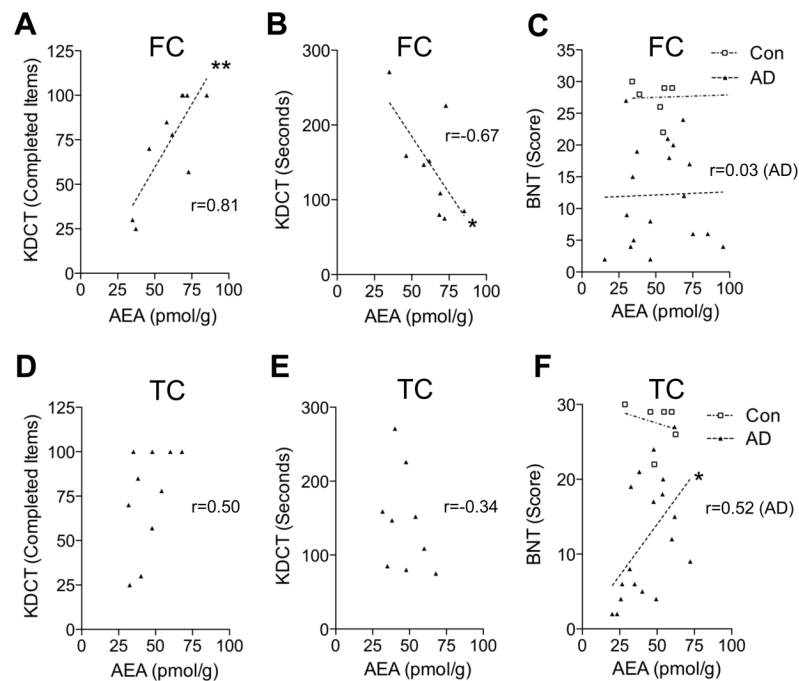 A
FC
KDCT (Completed Items)
125
100
75
50
25
0
**
r=0.81
0 25 50 75 100
AEA (pmol/g)
B
FC
KDCT (Seconds)
300
200
100
0
r=-0.67
*
0 25 50 75 100
AEA (pmol/g)
C
FC
Con
AD
BNT (Score)
35
30
25
20
15
10
5
0
r=0.03 (AD)
0 25 50 75 100
AEA (pmol/g)
D
TC
KDCT (Completed Items)
125
100
75
50
25
0
r=0.50
0 25 50 75 100
AEA (pmol/g)
E
TC
KDCT (Seconds)
300
200
100
0
r=-0.34
0 25 50 75 100
AEA (pmol/g)
F
TC
Con
AD
BNT (Score)
30
20
10
0
*
r=0.52 (AD)
0 25 50 75 100
AEA (pmol/g)